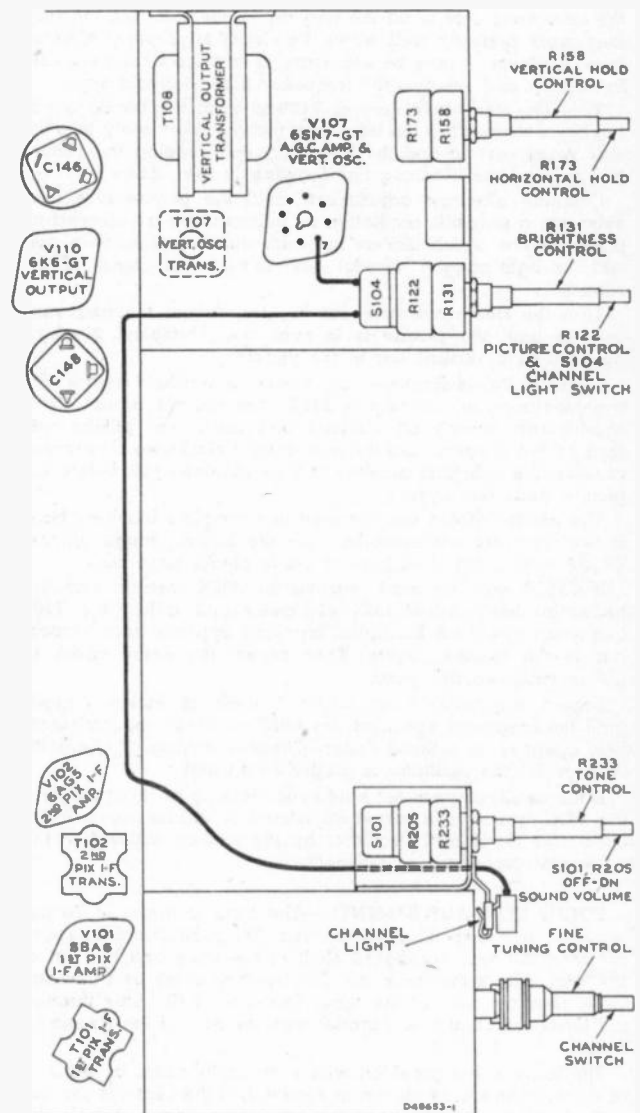 R158
VERTICAL HOLD
CONTROL
T108
VERTICAL OUTPUT
TRANSFORMER
V107
6SN7-GT
A.G.C. AMP. &
VERT. OSC.
R173
R158
R173
HORIZONTAL HOLD
CONTROL
C146
T107
VERT. OSC.
TRANS.
V110
6K6-GT
VERTICAL
OUTPUT
R131
BRIGHTNESS
CONTROL
S104
R122
R131
C148
R122
PICTURE CONTROL
& S104
CHANNEL
LIGHT SWITCH
V102
6AG5
2ND PIX I-F
AMP.
T102
2ND
PIX I-F
TRANS.
R233
TONE
CONTROL
S101
R205
R233
S101, R205
OFF-ON
SOUND VOLUME
V101
SBA6
1ST PIX
I-F AMP.
CHANNEL
LIGHT
FINE
TUNING CONTROL
T101
1ST PIX I-F
TRANS.
CHANNEL
SWITCH
D48653-1